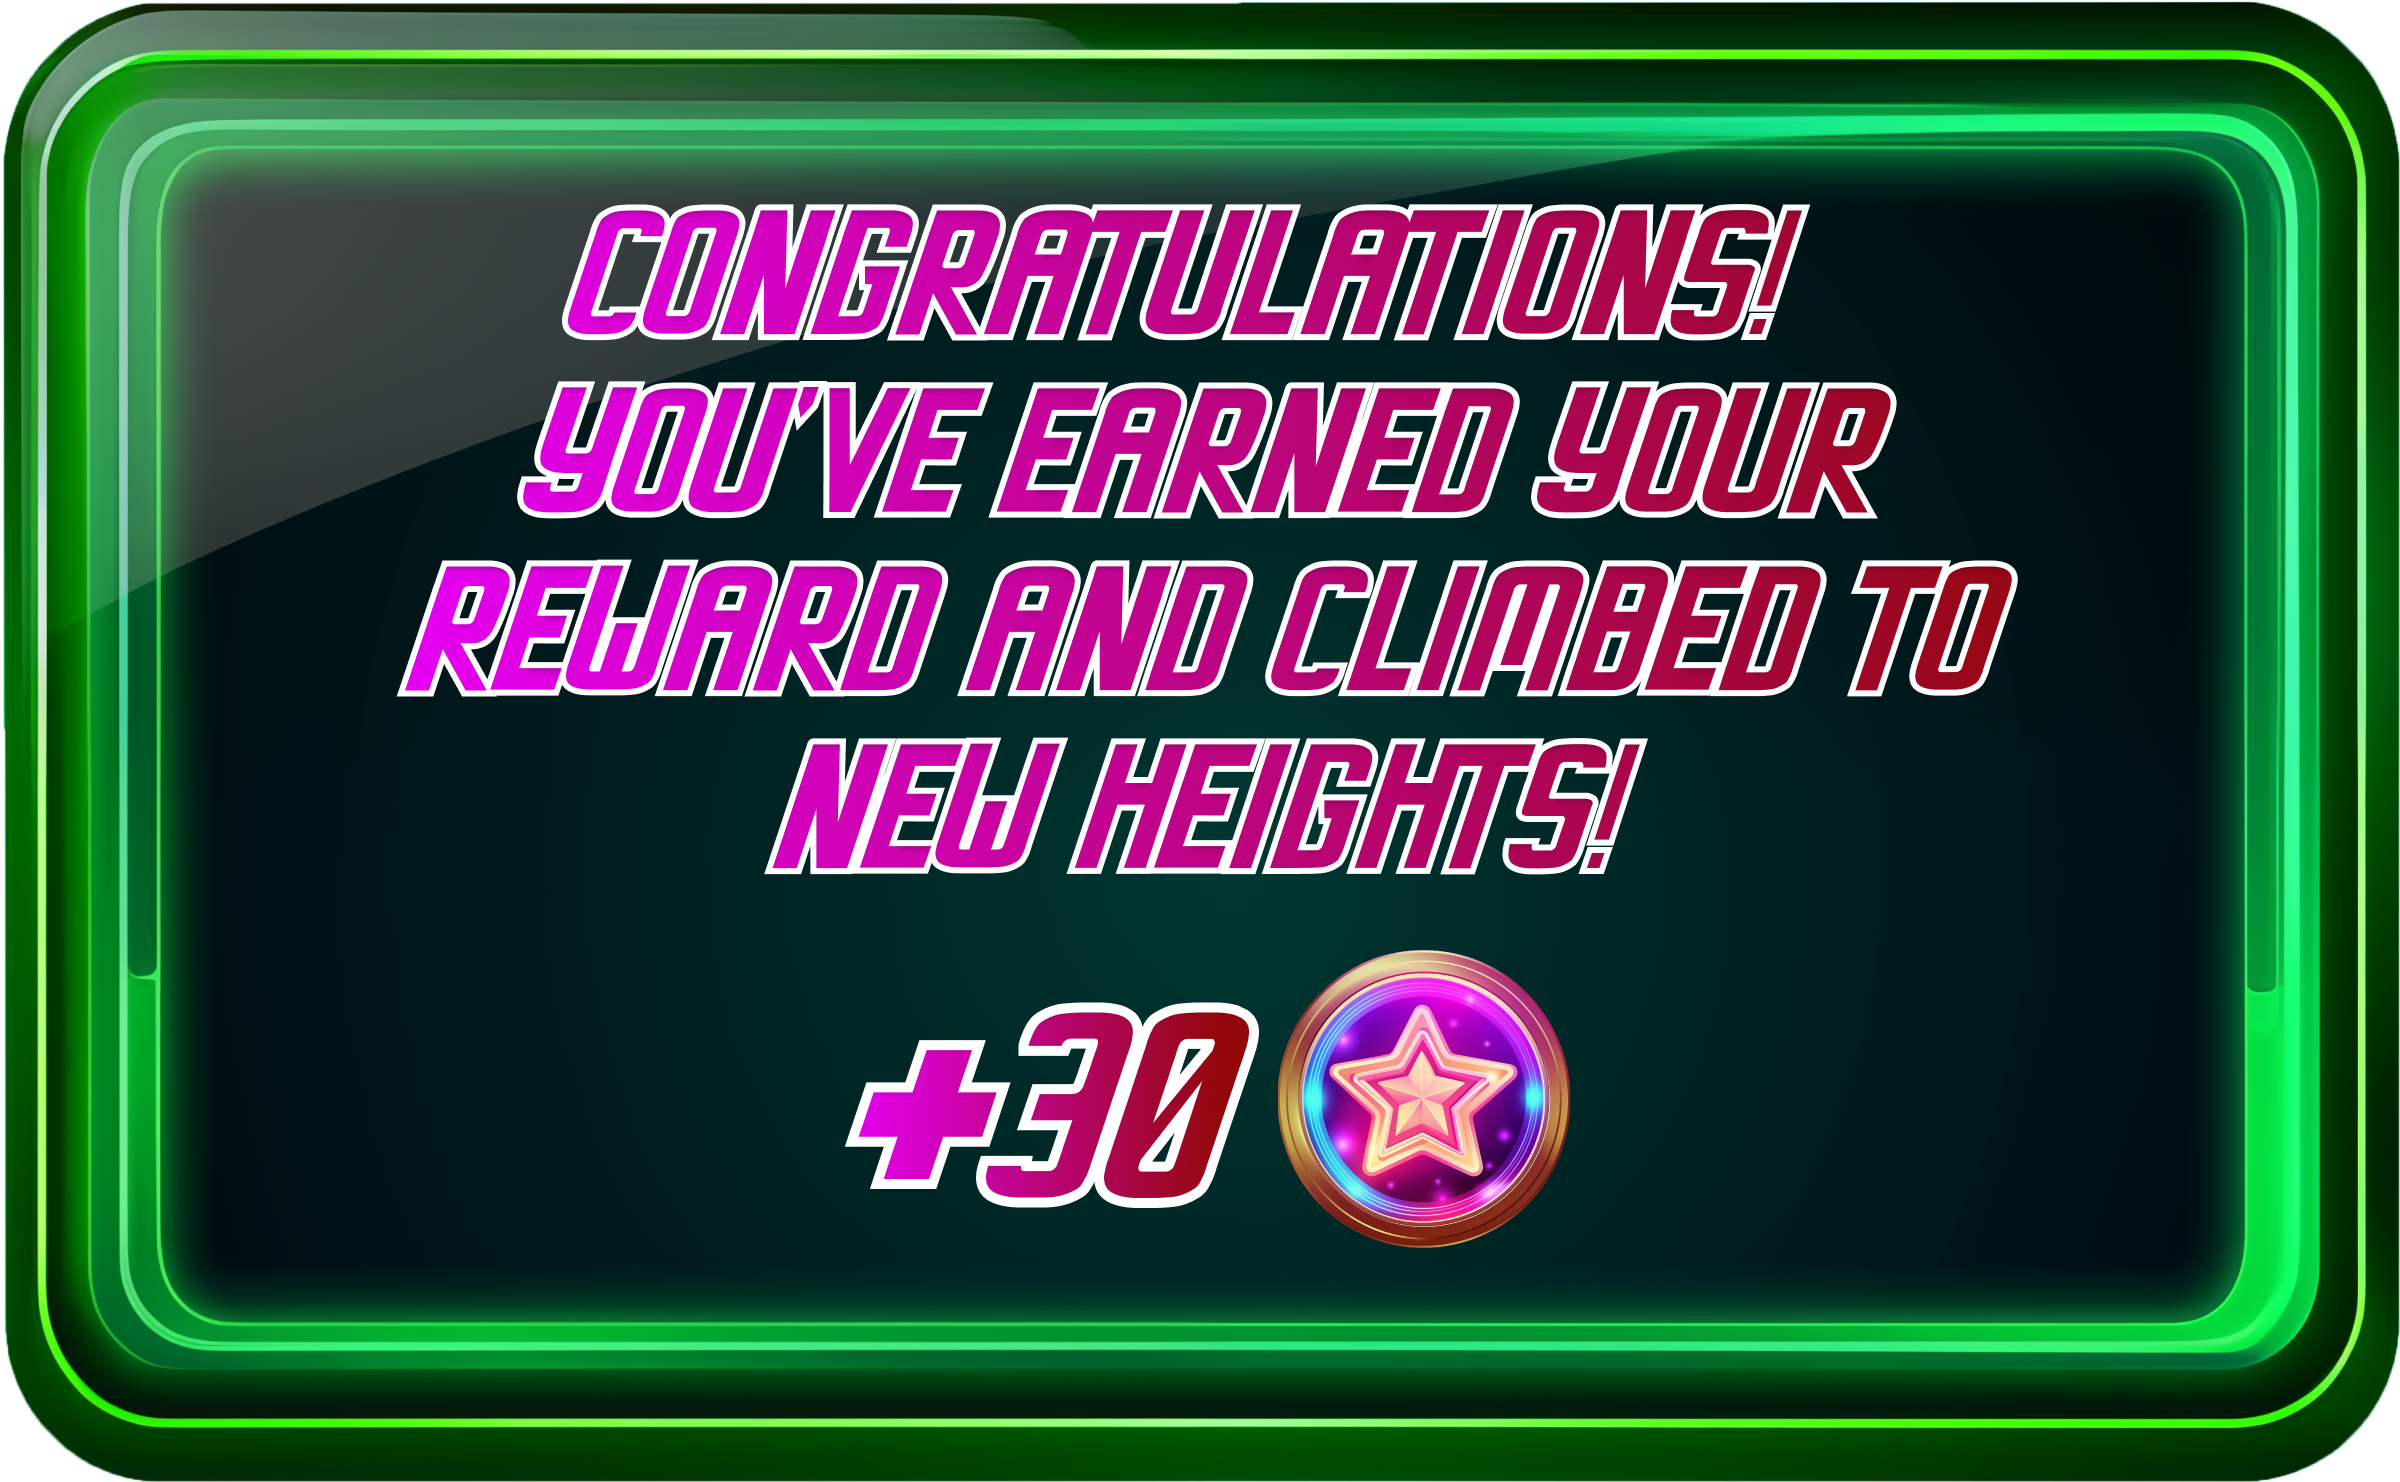 CONGRATULATIONS!
YOU'VE EARNED YOUR
REWARD AND CLIMBED TO
NEW HEIGHTS!
+30